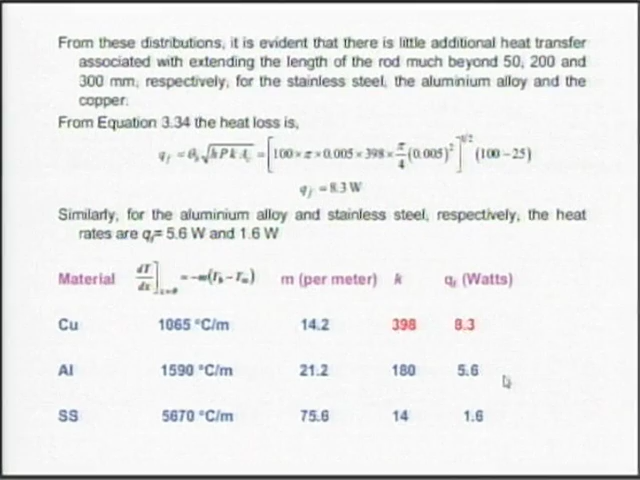 From these distributions, it is evident that there is little additional heat transfer
associated with extending the length of the rod much beyond 50, 200 and
300 mm, respectively, for the stainless steel, the aluminium alloy and the
copper.
From Equation 3.34 the heat loss is,
q_f = θ_b√(hPkA_c) = [100×π×0.005×398×π/4(0.005)²]^1/2 (100−25)
q_f = 8.3 W
Similarly, for the aluminium alloy and stainless steel, respectively, the heat
rates are q_f= 5.6 W and 1.6 W
Material dT/dx]_x=0 = −m(T_b−T_∞) m (per meter) k q_f (Watts)
Cu 1065 °C/m 14.2 398 8.3
Al 1590 °C/m 21.2 180 5.6
SS 5670 °C/m 75.6 14 1.6